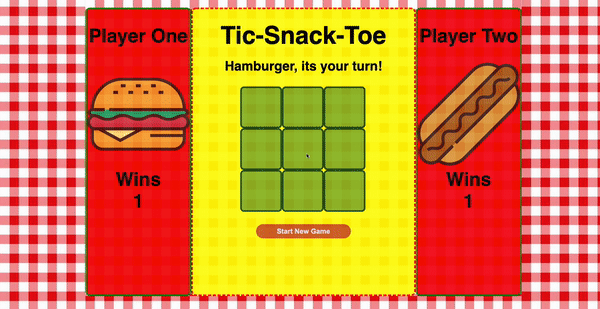 Player One
Wins
1
Tic-Snack-Toe
Hamburger, its your turn!
Start New Game
Player Two
Wins
1